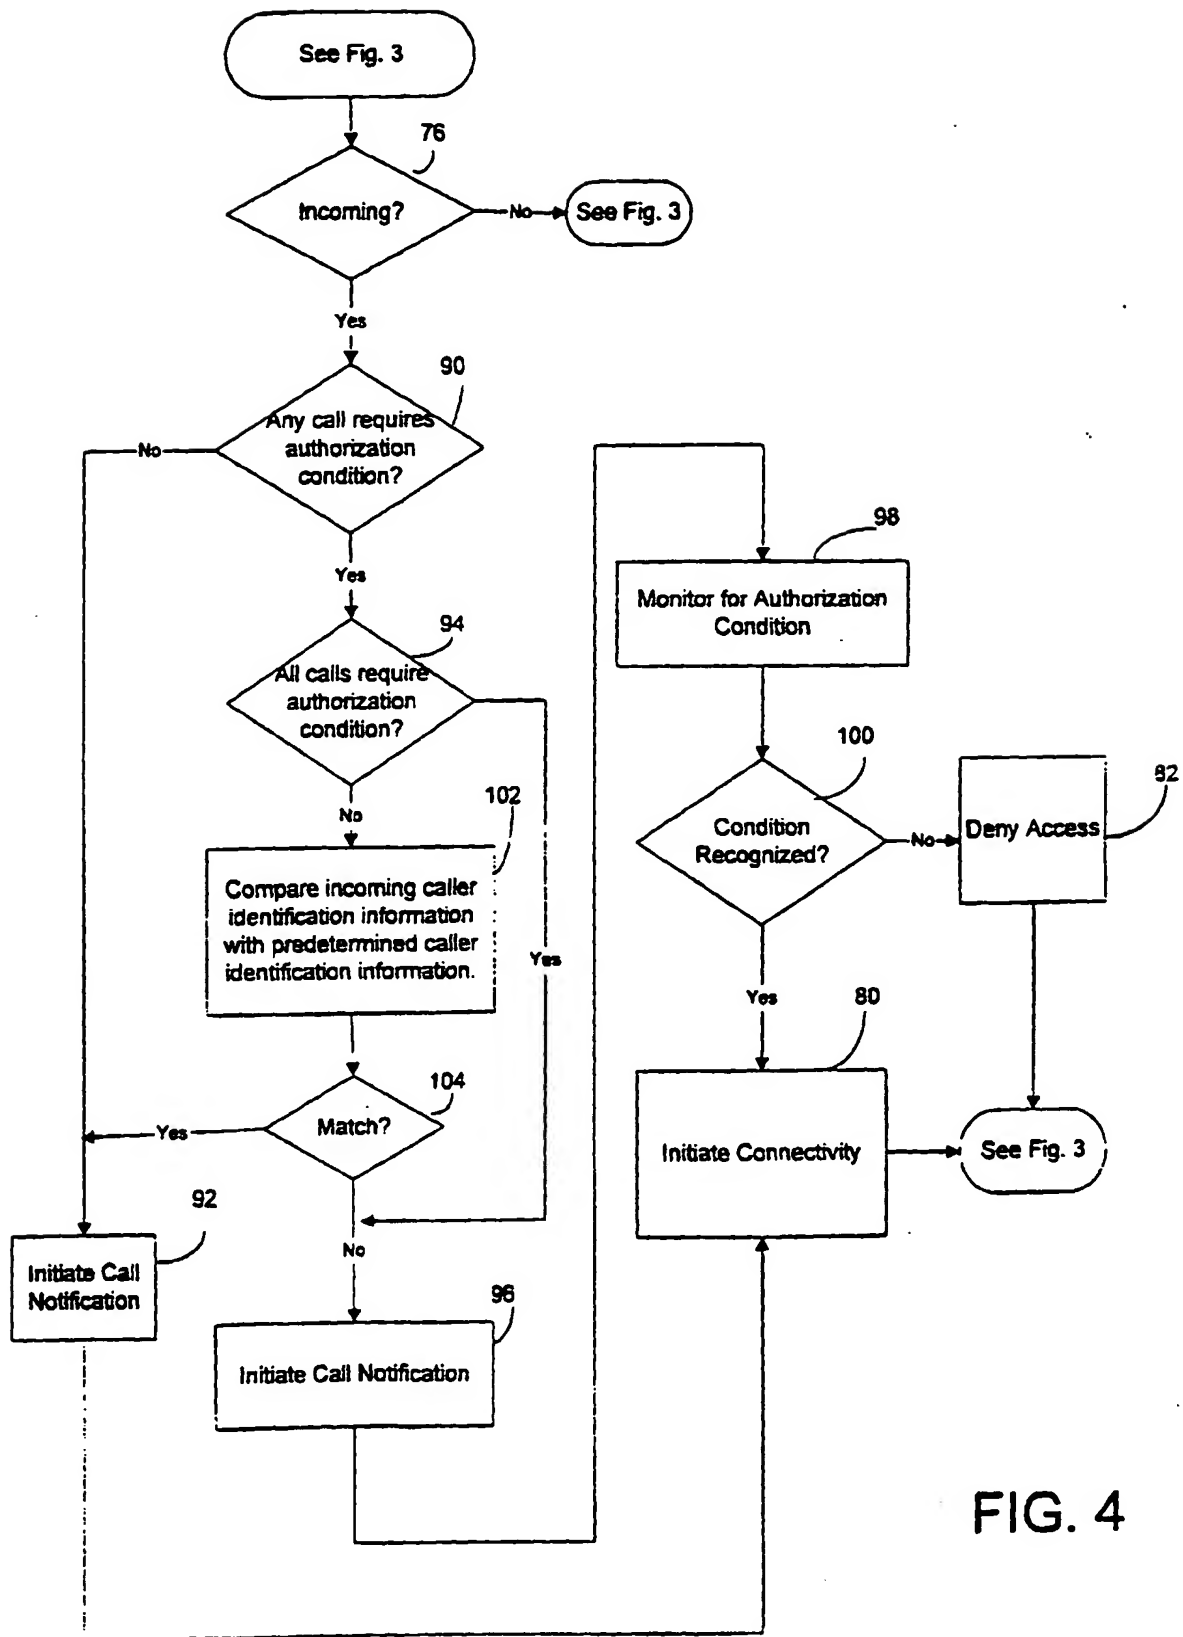 See Fig. 3
76
Incoming?
No
See Fig. 3
Yes
90
Any call requires
authorization
condition?
No
Yes
94
All calls require
authorization
condition?
No
Yes
102
Compare incoming caller
identification information
with predetermined caller
identification information.
104
Match?
Yes
No
92
Initiate Call
Notification
96
Initiate Call Notification
98
Monitor for Authorization
Condition
100
Condition
Recognized?
No
82
Deny Access
Yes
80
Initiate Connectivity
See Fig. 3
FIG. 4